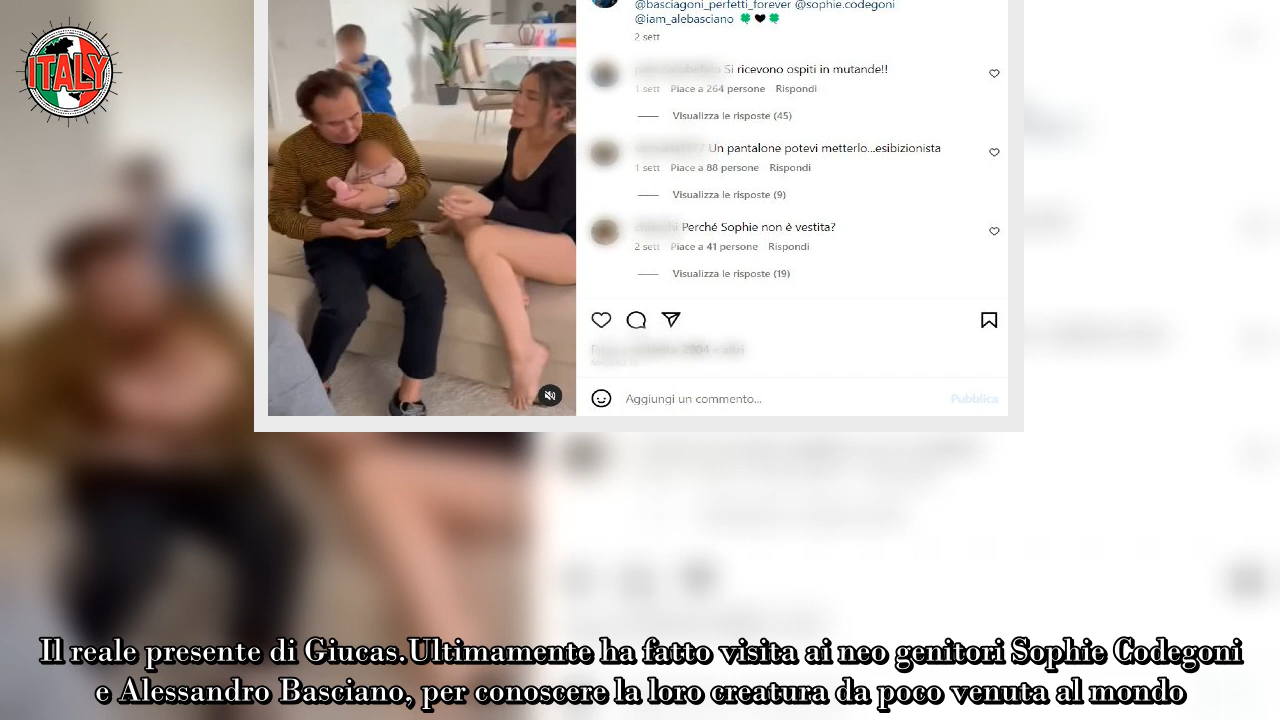 ITALY
@basciagoni_perfetti_forever @sophie.codegoni
@iam_alebasciano
2 sett
Si ricevono ospiti in mutande!!
1 sett Piace a 264 persone Rispondi
Visualizza le risposte (45)
Un pantalone potevi metterlo...esibizionista
1 sett Piace a 88 persone Rispondi
Visualizza le risposte (9)
Perché Sophie non è vestita?
2 sett Piace a 41 persone Rispondi
Visualizza le risposte (19)
Aggiungi un commento... Pubblica
Il reale presente di Giucas.Ultimamente ha fatto visita ai neo genitori Sophie Codegoni
e Alessandro Basciano, per conoscere la loro creatura da poco venuta al mondo